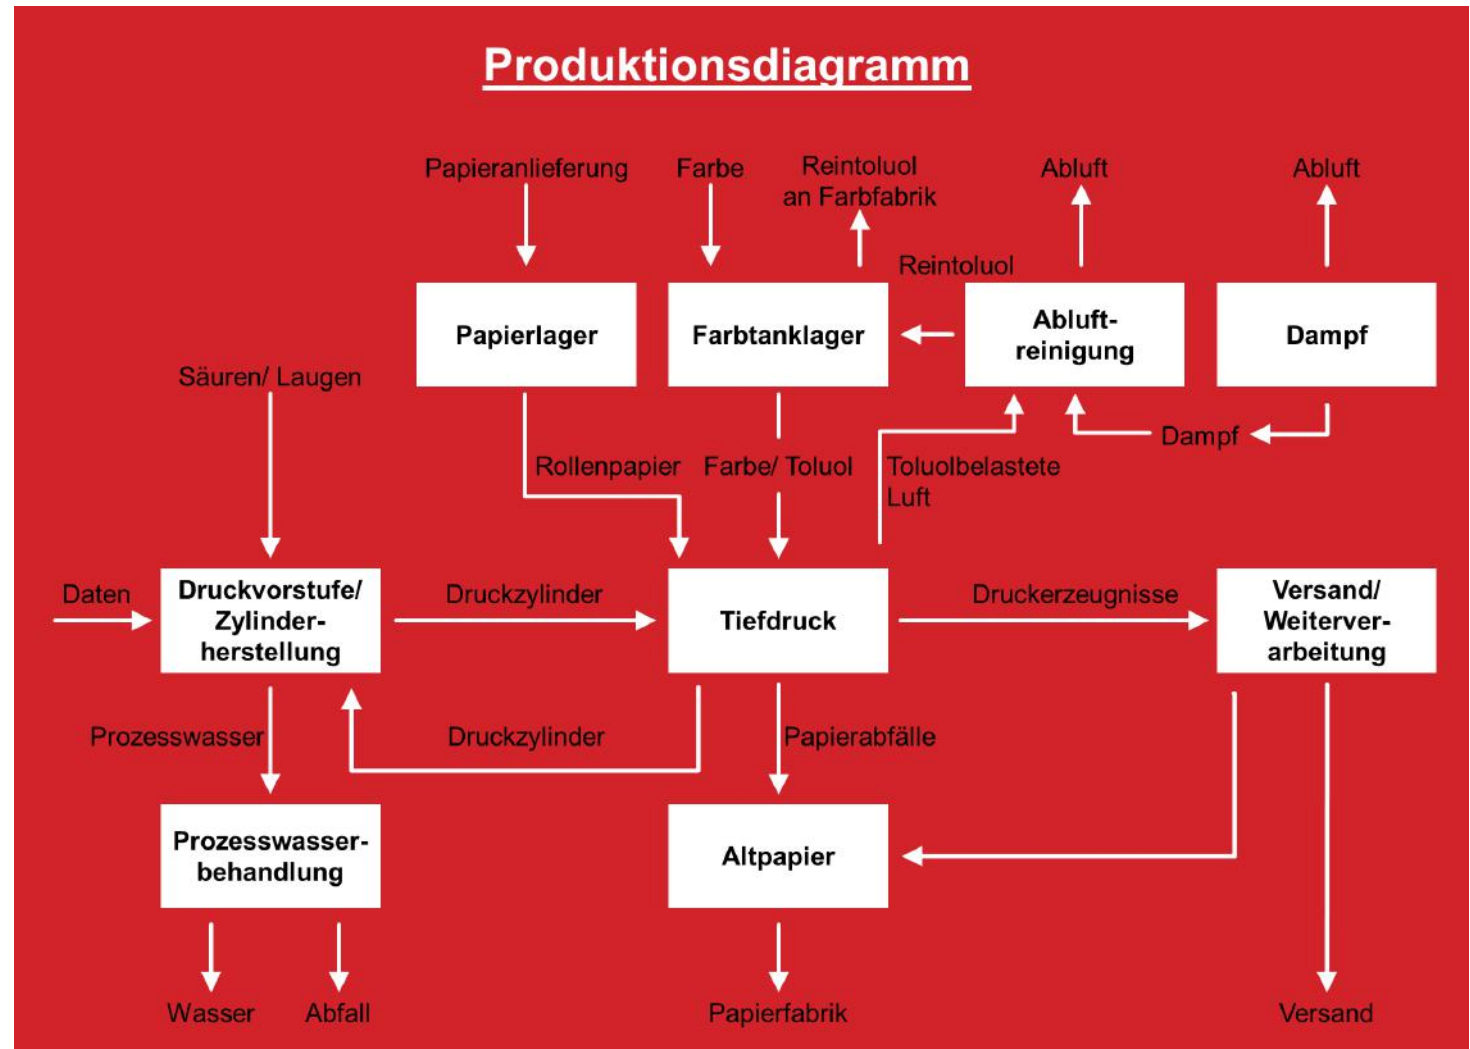 Produktionsdiagramm
Papieranlieferung
Farbe
Reintoluol
an Farbfabrik
Abluft
Abluft
Reintoluol
Papierlager
Farbtanklager
Abluft-
reinigung
Dampf
Säuren/ Laugen
Dampf
Rollenpapier
Farbe/ Toluol
Toluolbelastete
Luft
Daten
Druckvorstufe/
Zylinder-
herstellung
Druckzylinder
Tiefdruck
Druckerzeugnisse
Versand/
Weiterver-
arbeitung
Prozesswasser
Druckzylinder
Papierabfälle
Prozesswasser-
behandlung
Altpapier
Wasser
Abfall
Papierfabrik
Versand